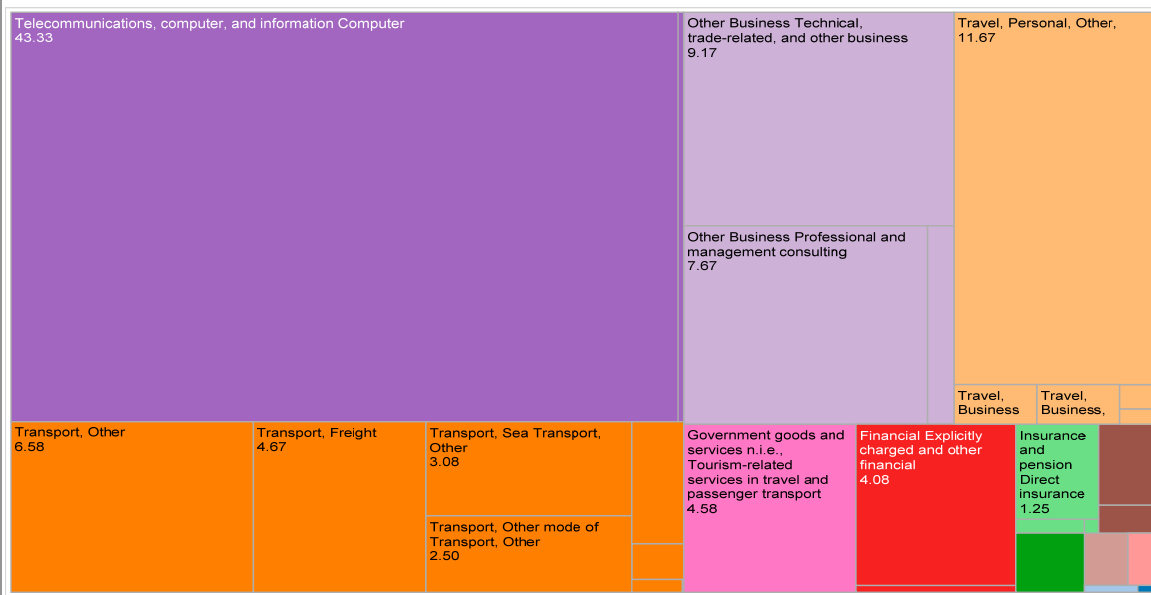 Telecommunications, computer, and information Computer
43.33
Other Business Technical,
trade-related, and other business
9.17
Travel, Personal, Other,
11.67
Other Business Professional and
management consulting
7.67
Travel,
Business
Travel,
Business,
Transport, Other
6.58
Transport, Freight
4.67
Transport, Sea Transport,
Other
3.08
Transport, Other mode of
Transport, Other
2.50
Government goods and
services n.i.e.,
Tourism-related
services in travel and
passenger transport
4.58
Financial Explicitly
charged and other
financial
4.08
Insurance
and
pension
Direct
insurance
1.25